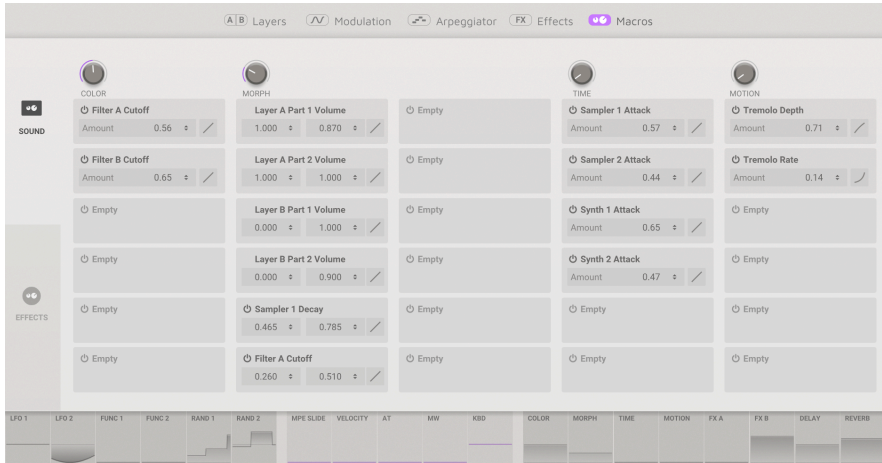 A B Layers Modulation Arpeggiator FX Effects Macros
COLOR MORPH TIME MOTION
SOUND
EFFECTS
Filter A Cutoff Layer A Part 1 Volume Empty Sampler 1 Attack Tremolo Depth
Amount 0.56 1.000 0.870 Amount 0.57 Amount 0.71
Filter B Cutoff Layer A Part 2 Volume Empty Sampler 2 Attack Tremolo Rate
Amount 0.65 1.000 1.000 Amount 0.44 Amount 0.14
Empty Layer B Part 1 Volume Empty Synth 1 Attack Empty
0.000 1.000 Amount 0.65
Empty Layer B Part 2 Volume Empty Synth 2 Attack Empty
0.000 0.900 Amount 0.47
Empty Sampler 1 Decay Empty Empty Empty
0.465 0.785
Empty Filter A Cutoff Empty Empty Empty
0.260 0.510
LFO 1 LFO 2 FUNC 1 FUNC 2 RAND 1 RAND 2 MPE SLIDE VELOCITY AT MW KBD COLOR MORPH TIME MOTION FX A FX B DELAY REVERB